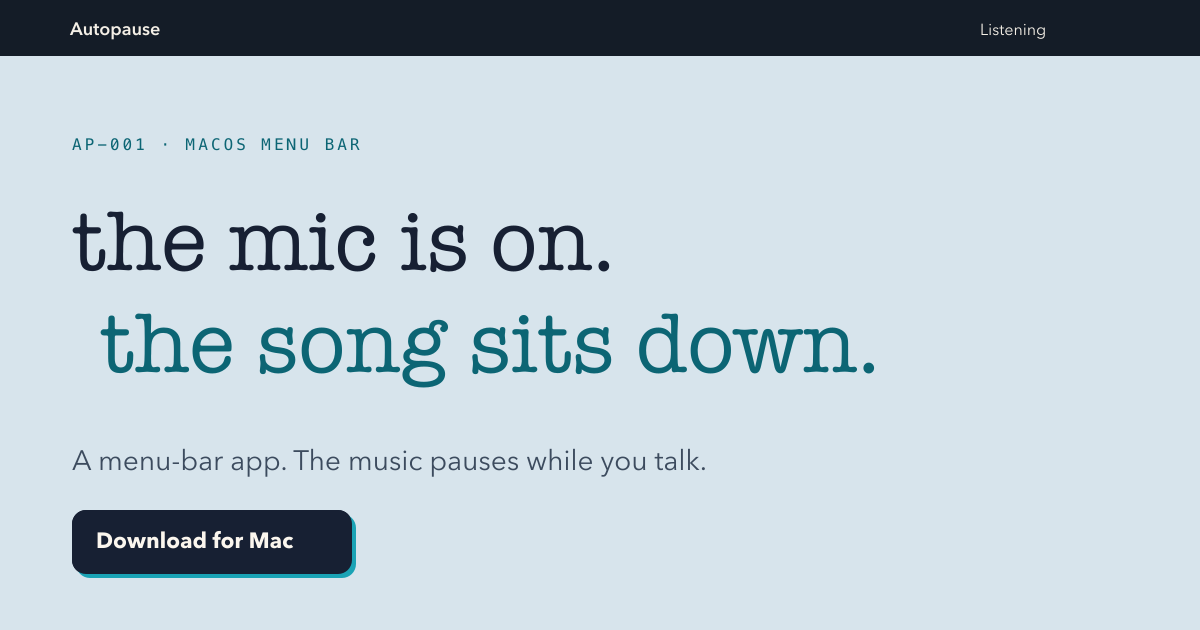 Autopause
Listening
AP–001 · MACOS MENU BAR
the mic is on.
the song sits down.
A menu-bar app. The music pauses while you talk.
Download for Mac